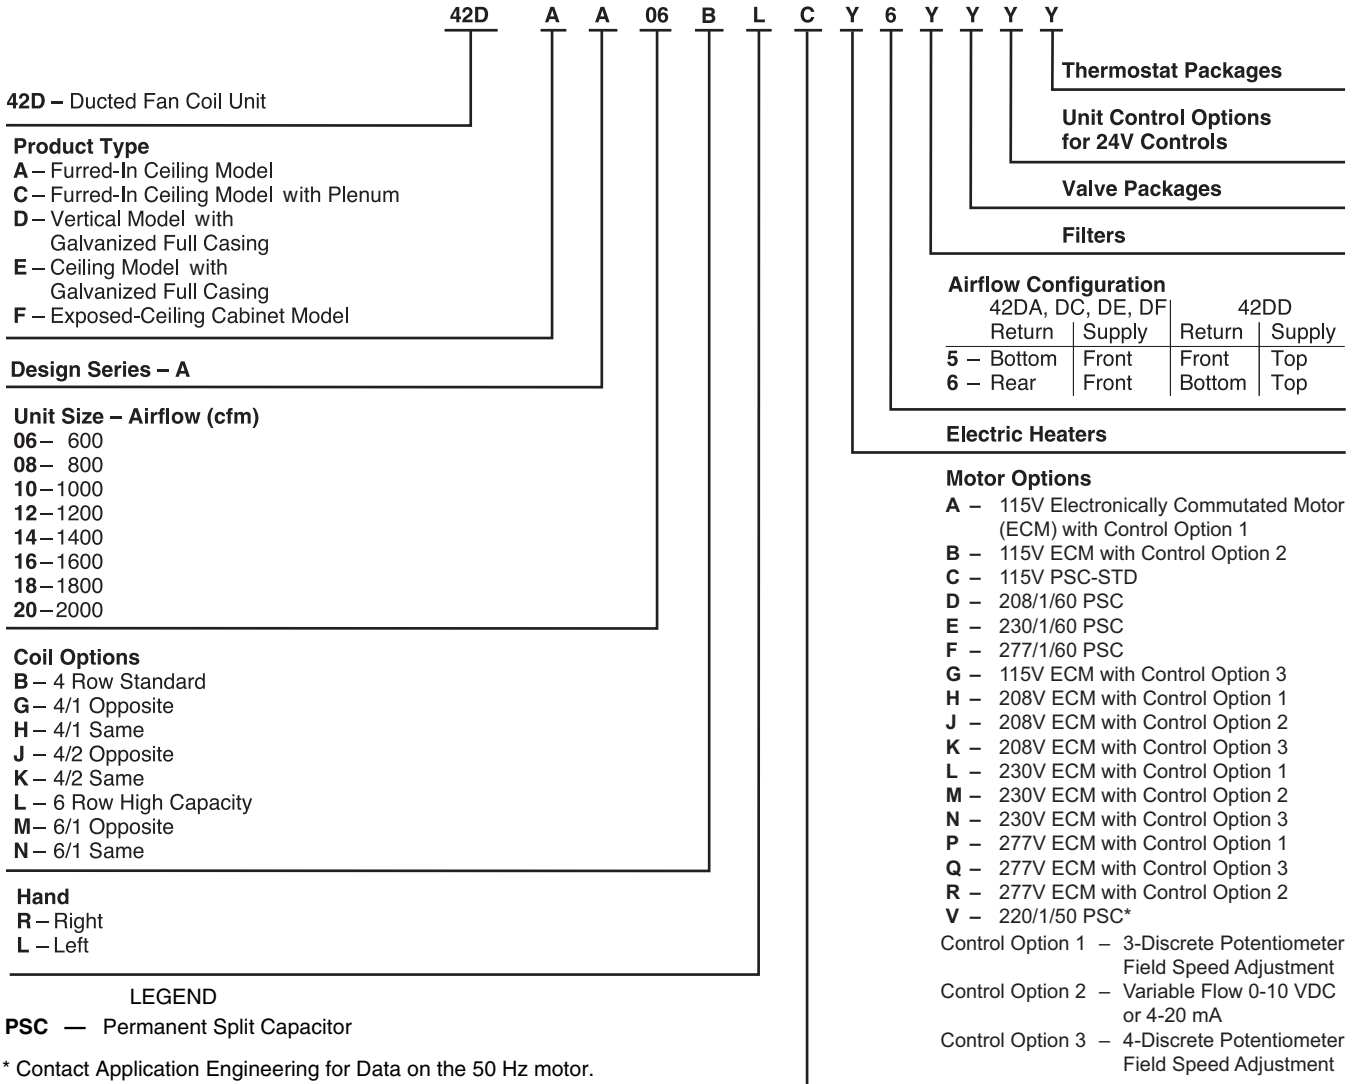 42D A A 06 B L C Y 6 Y Y Y Y
42D – Ducted Fan Coil Unit
Product Type
A – Furred-In Ceiling Model
C – Furred-In Ceiling Model with Plenum
D – Vertical Model with
Galvanized Full Casing
E – Ceiling Model with
Galvanized Full Casing
F – Exposed-Ceiling Cabinet Model
Design Series – A
Unit Size – Airflow (cfm)
06 – 600
08 – 800
10 – 1000
12 – 1200
14 – 1400
16 – 1600
18 – 1800
20 – 2000
Coil Options
B – 4 Row Standard
G – 4/1 Opposite
H – 4/1 Same
J – 4/2 Opposite
K – 4/2 Same
L – 6 Row High Capacity
M – 6/1 Opposite
N – 6/1 Same
Hand
R – Right
L – Left
LEGEND
PSC — Permanent Split Capacitor
* Contact Application Engineering for Data on the 50 Hz motor.
Thermostat Packages
Unit Control Options
for 24V Controls
Valve Packages
Filters
Airflow Configuration
42DA, DC, DE, DF 42DD
Return Supply Return Supply
5 – Bottom Front Front Top
6 – Rear Front Bottom Top
Electric Heaters
Motor Options
A – 115V Electronically Commutated Motor
(ECM) with Control Option 1
B – 115V ECM with Control Option 2
C – 115V PSC-STD
D – 208/1/60 PSC
E – 230/1/60 PSC
F – 277/1/60 PSC
G – 115V ECM with Control Option 3
H – 208V ECM with Control Option 1
J – 208V ECM with Control Option 2
K – 208V ECM with Control Option 3
L – 230V ECM with Control Option 1
M – 230V ECM with Control Option 2
N – 230V ECM with Control Option 3
P – 277V ECM with Control Option 1
Q – 277V ECM with Control Option 3
R – 277V ECM with Control Option 2
V – 220/1/50 PSC*
Control Option 1 – 3-Discrete Potentiometer
Field Speed Adjustment
Control Option 2 – Variable Flow 0-10 VDC
or 4-20 mA
Control Option 3 – 4-Discrete Potentiometer
Field Speed Adjustment